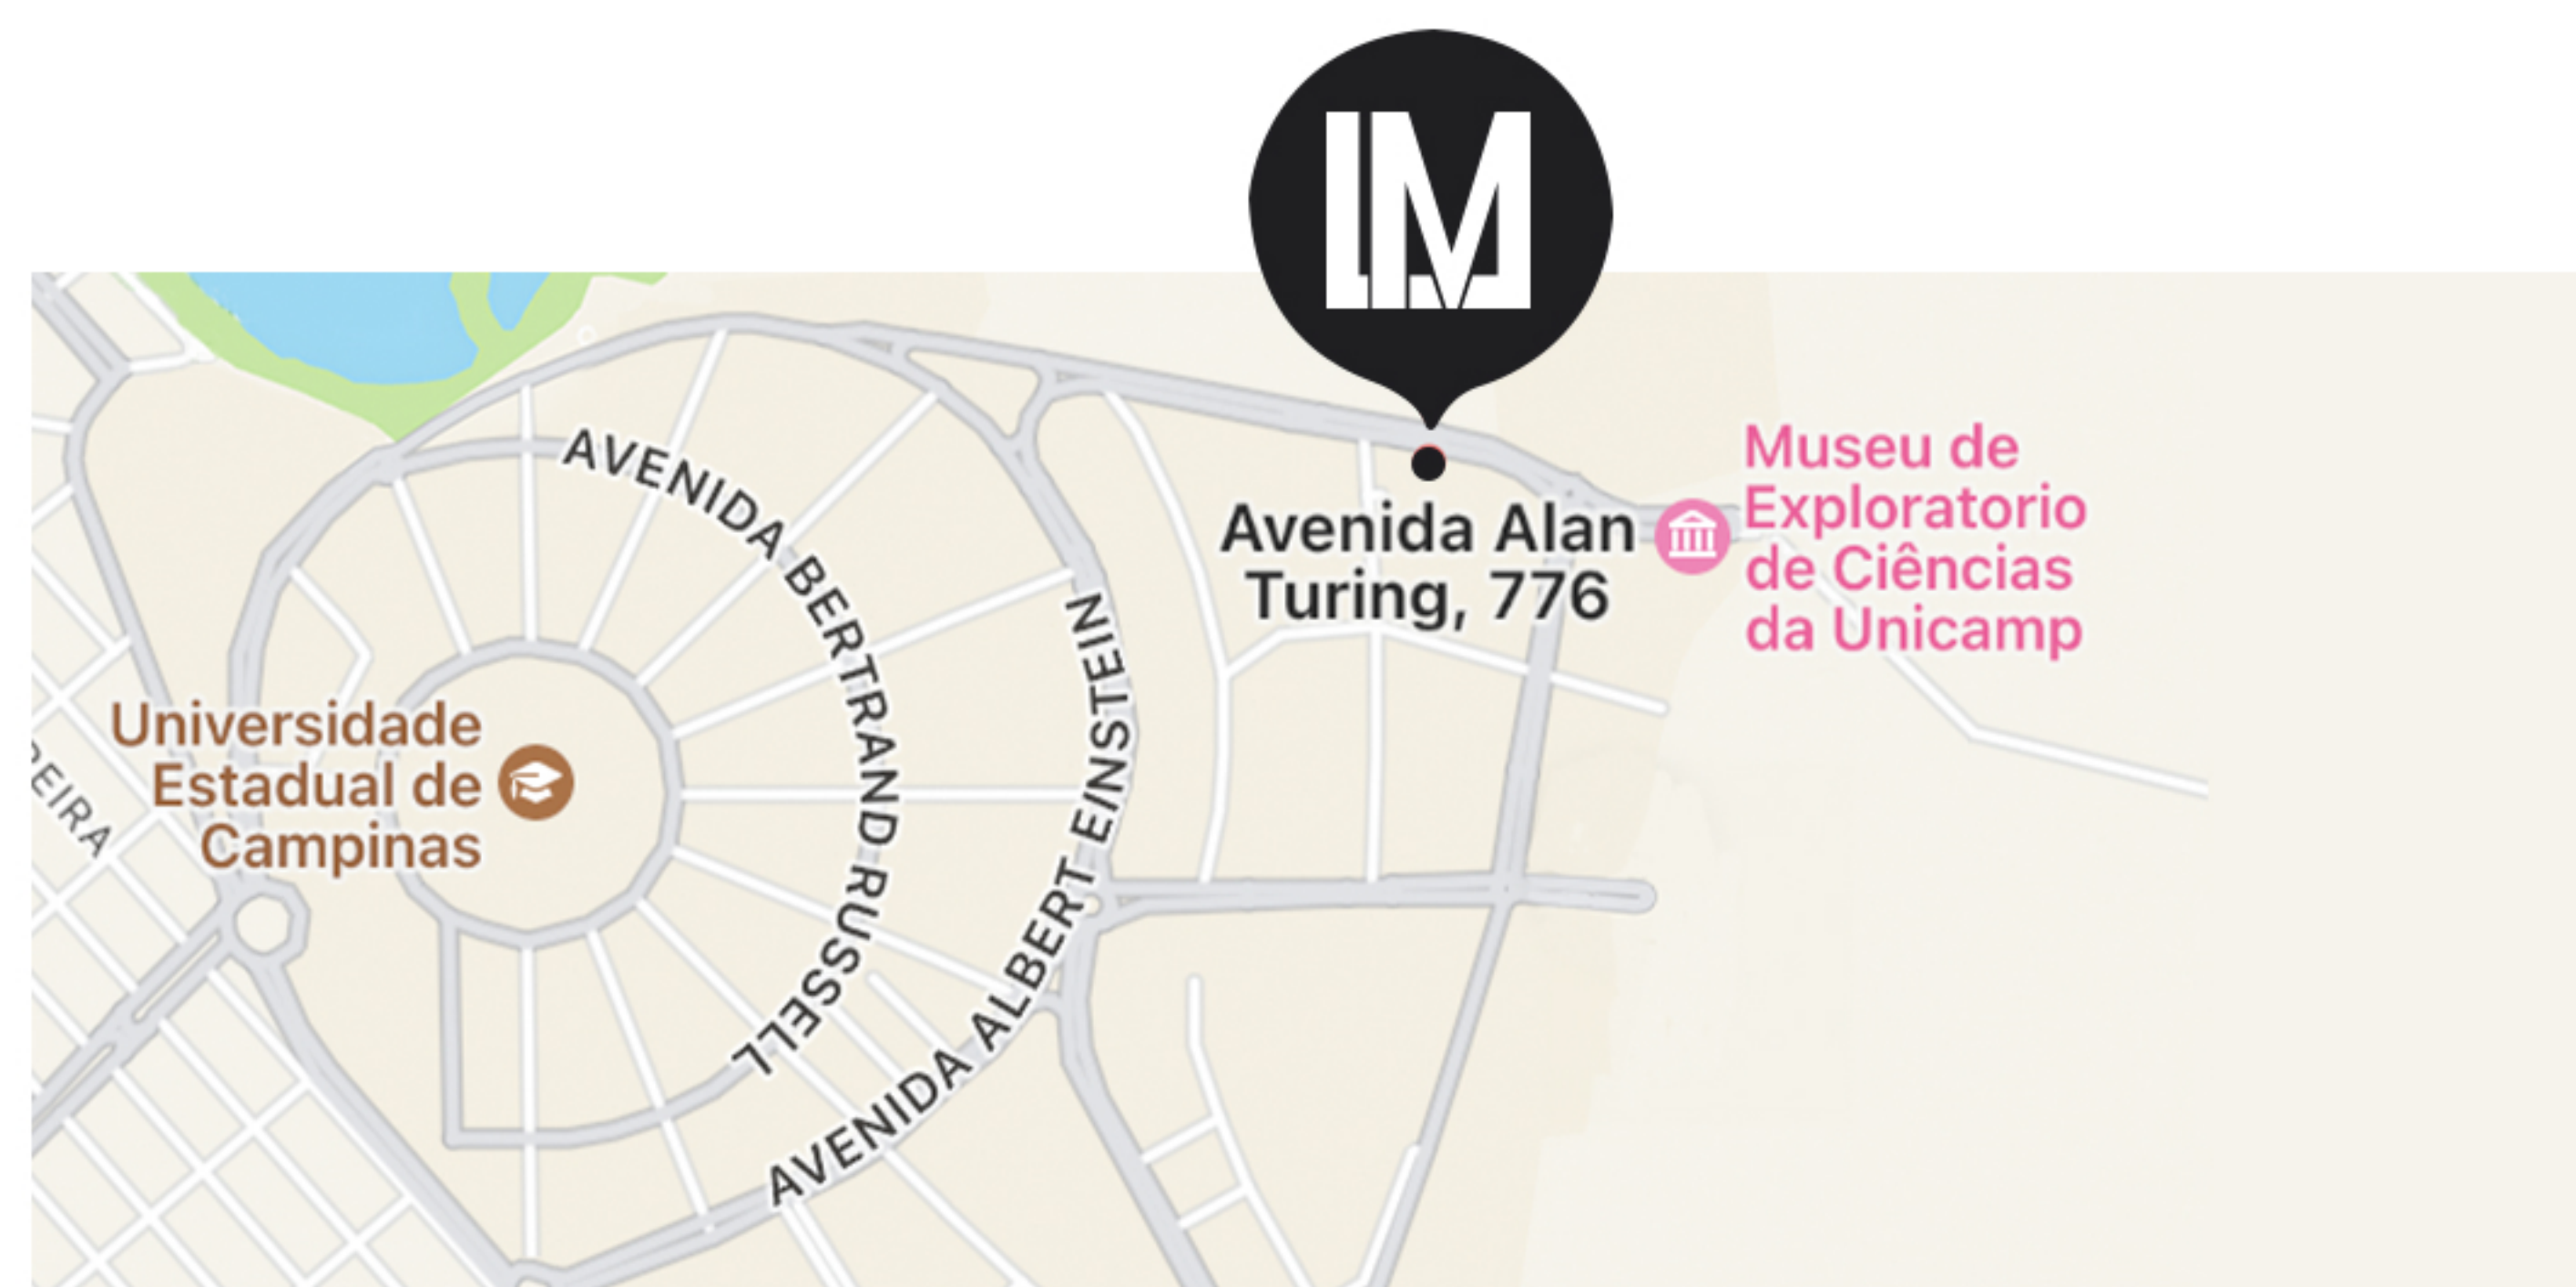 LM
AVENIDA BERTRAND RUSSELL
Avenida Alan
Turing, 776
Museu de
Exploratorio
de Ciências
da Unicamp
AVENIDA ALBERT EINSTEIN
Universidade
Estadual de
Campinas
REIRA